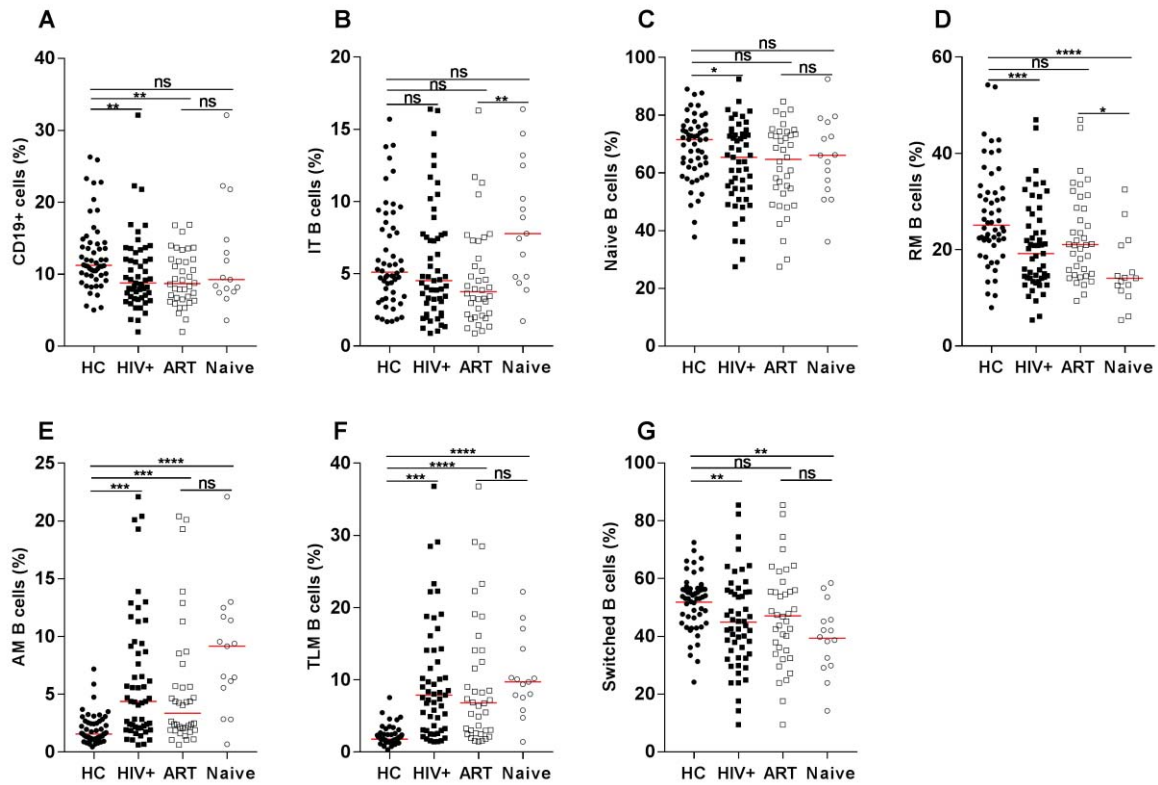 A
CD19+ cells (%)
40
30
20
10
0
ns
**
**
ns
HC HIV+ ART Naive
B
IT B cells (%)
20
15
10
5
0
ns
ns
ns
**
HC HIV+ ART Naive
C
Naive B cells (%)
100
80
60
40
20
0
ns
ns
*
ns
HC HIV+ ART Naive
D
RM B cells (%)
60
40
20
0
****
ns
***
*
HC HIV+ ART Naive
E
AM B cells (%)
25
20
15
10
5
0
****
***
***
ns
HC HIV+ ART Naive
F
TLM B cells (%)
40
30
20
10
0
****
****
***
ns
HC HIV+ ART Naive
G
Switched B cells (%)
100
80
60
40
20
0
**
ns
**
ns
HC HIV+ ART Naive